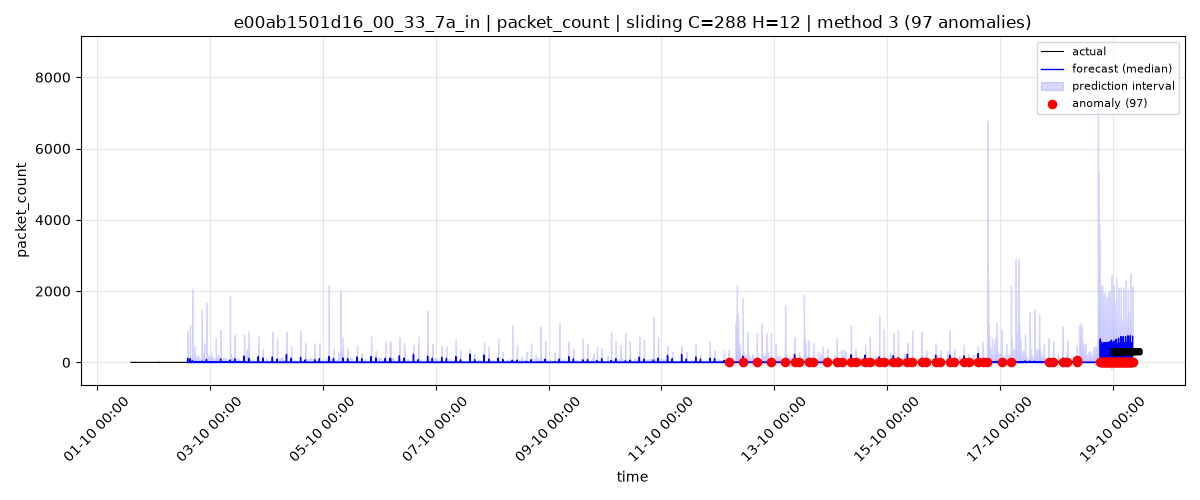 e00ab1501d16_00_33_7a_in | packet_count | sliding C=288 H=12 | method 3 (97 anomalies)
actual
forecast (median)
prediction interval
anomaly (97)
packet_count
8000
6000
4000
2000
0
01-10 00:00
03-10 00:00
05-10 00:00
07-10 00:00
09-10 00:00
11-10 00:00
13-10 00:00
15-10 00:00
17-10 00:00
19-10 00:00
time